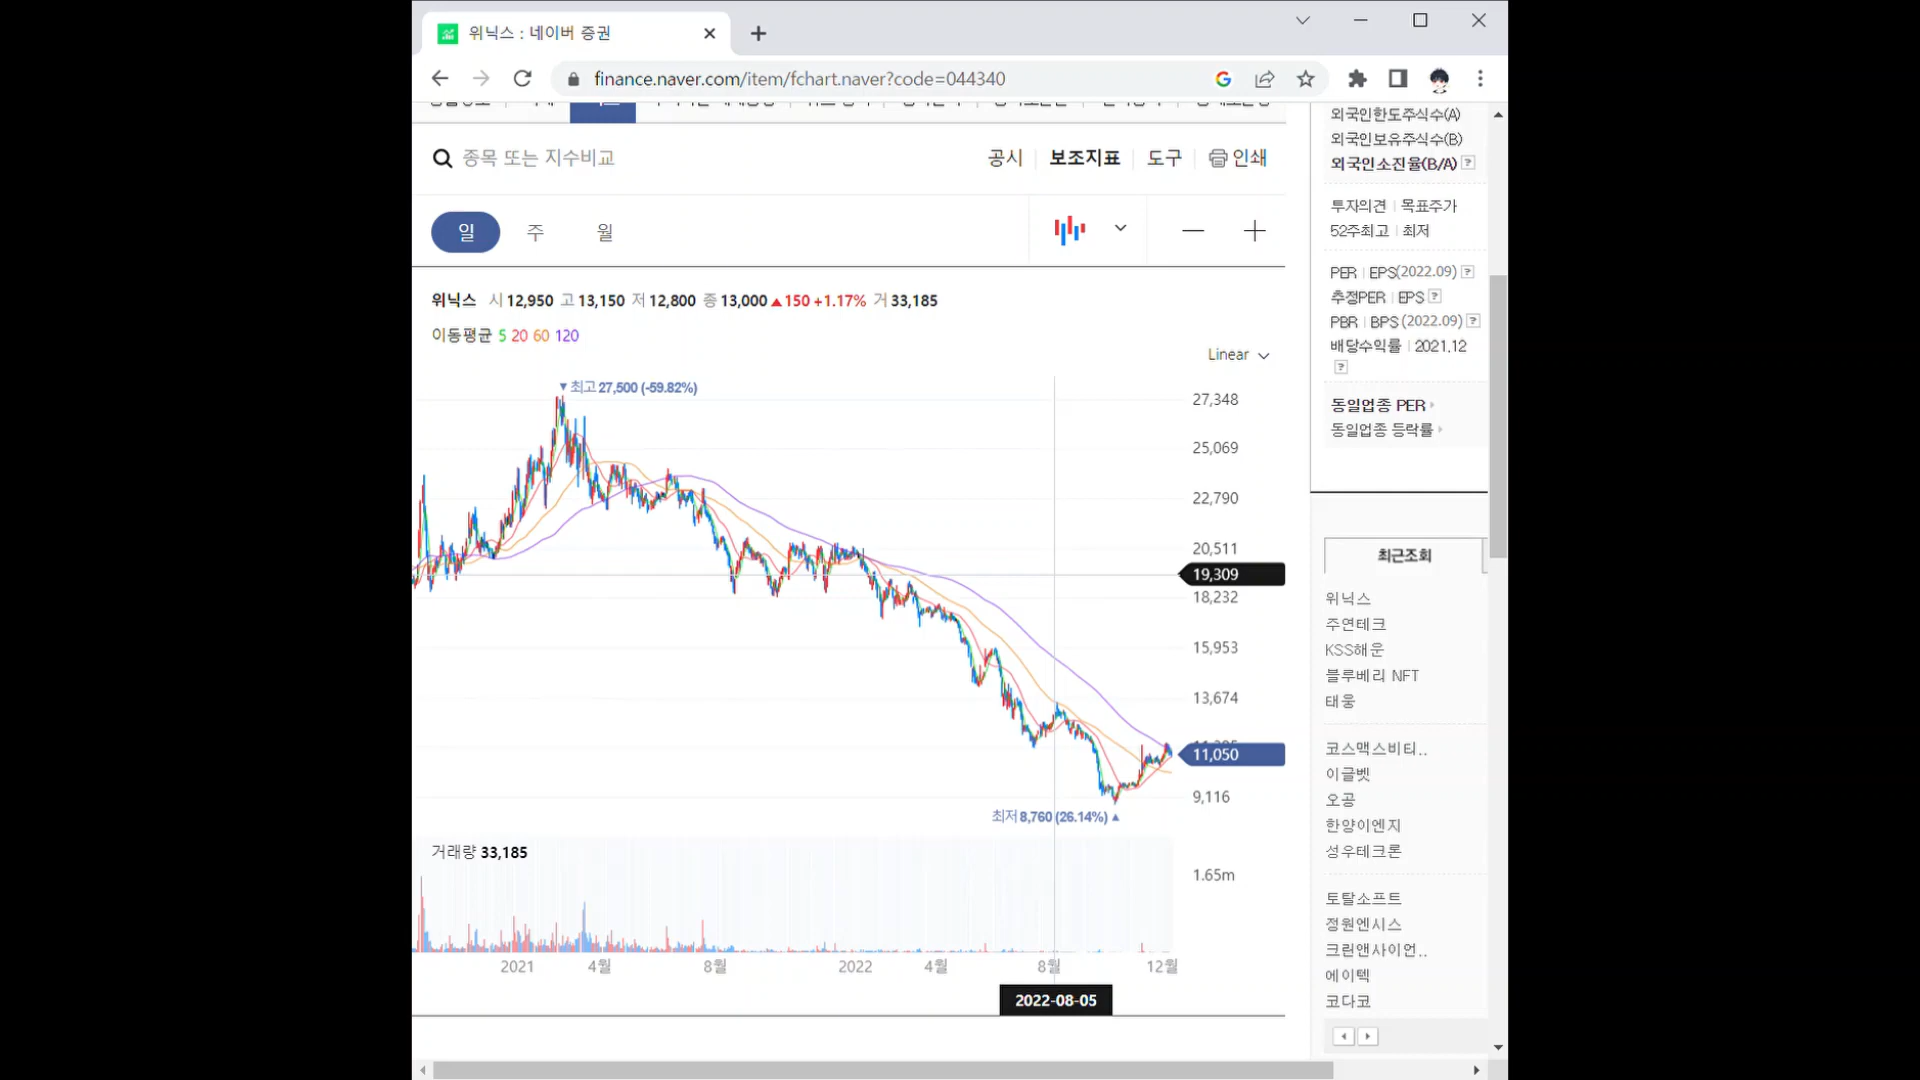 위닉스 : 네이버 증권
finance.naver.com/item/fchart.naver?code=044340
종목 또는 지수비교
공시
보조지표
도구
인쇄
일
주
월
위닉스 시 12,950 고 13,150 저 12,800 종 13,000 ▲150 +1.17% 거 33,185
이동평균 5 20 60 120
Linear
▼최고 27,500 (-59.82%)
27,348
25,069
22,790
20,511
19,309
18,232
15,953
13,674
11,050
9,116
최저 8,760 (26.14%) ▲
거래량 33,185
1.65m
2021
4월
8월
2022
4월
8월
12월
2022-08-05
외국인한도주식수(A)
외국인보유주식수(B)
외국인소진율(B/A) ?
투자의견 | 목표주가
52주최고 | 최저
PER | EPS(2022.09) ?
추정PER | EPS ?
PBR | BPS (2022.09) ?
배당수익률 | 2021.12
?
동일업종 PER
동일업종 등락률
최근조회
위닉스
주연테크
KSS해운
블루베리 NFT
태웅
코스맥스비티..
이글벳
오공
한양이엔지
성우테크론
토탈소프트
정원엔시스
크린앤사이언..
에이텍
코다코